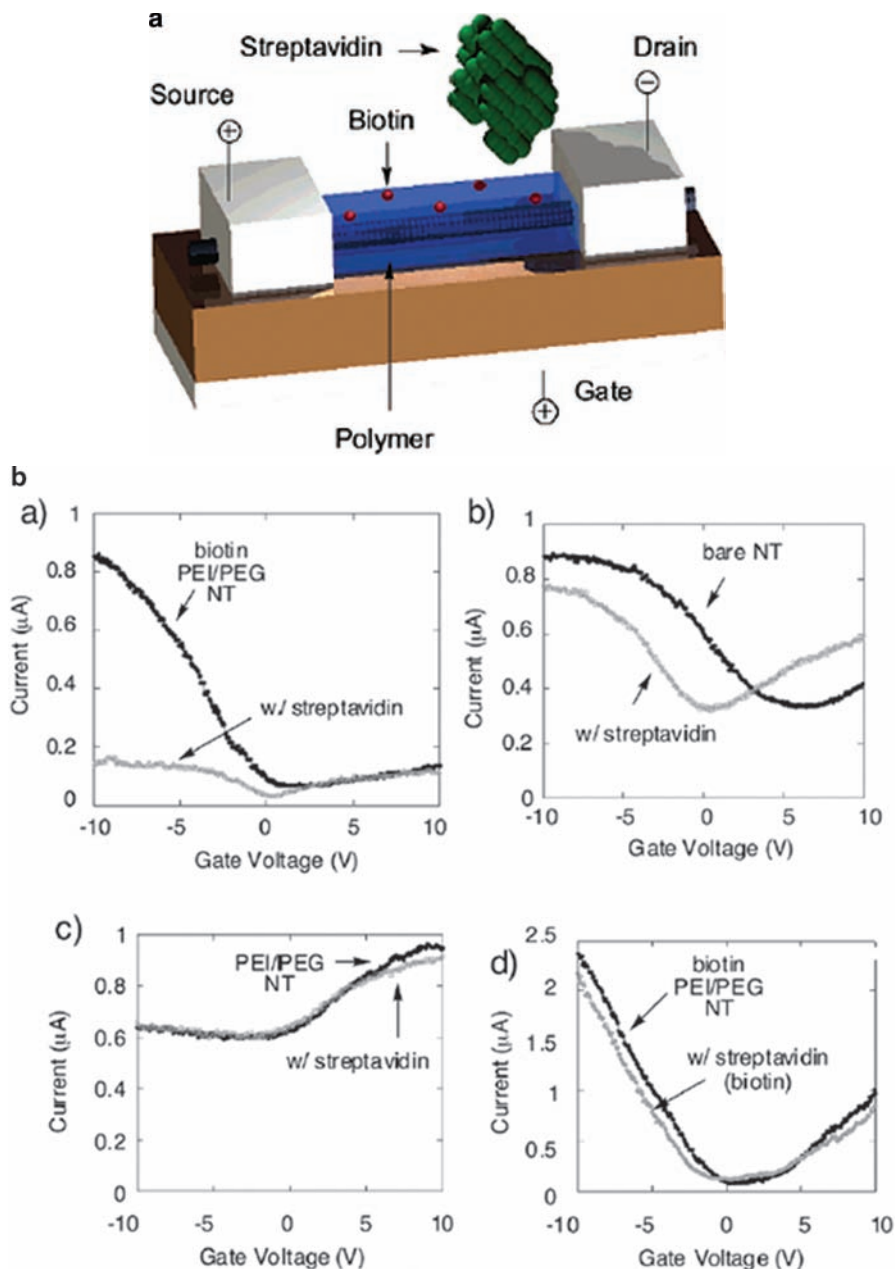 a
Streptavidin
Drain
−
Source
+
Biotin
Gate
+
Polymer
b
a)
1
0.8
0.6
0.4
0.2
0
Current (μA)
biotin
PEI/PEG
NT
w/ streptavidin
-10 -5 0 5 10
Gate Voltage (V)
b)
1
0.8
0.6
0.4
0.2
0
Current (μA)
bare NT
w/ streptavidin
-10 -5 0 5 10
Gate Voltage (V)
c)
1
0.8
0.6
0.4
0.2
0
Current (μA)
PEI/PEG
NT
w/ streptavidin
-10 -5 0 5 10
Gate Voltage (V)
d)
2.5
2
1.5
1
0.5
0
Current (μA)
biotin
PEI/PEG
NT
w/ streptavidin
(biotin)
-10 -5 0 5 10
Gate Voltage (V)